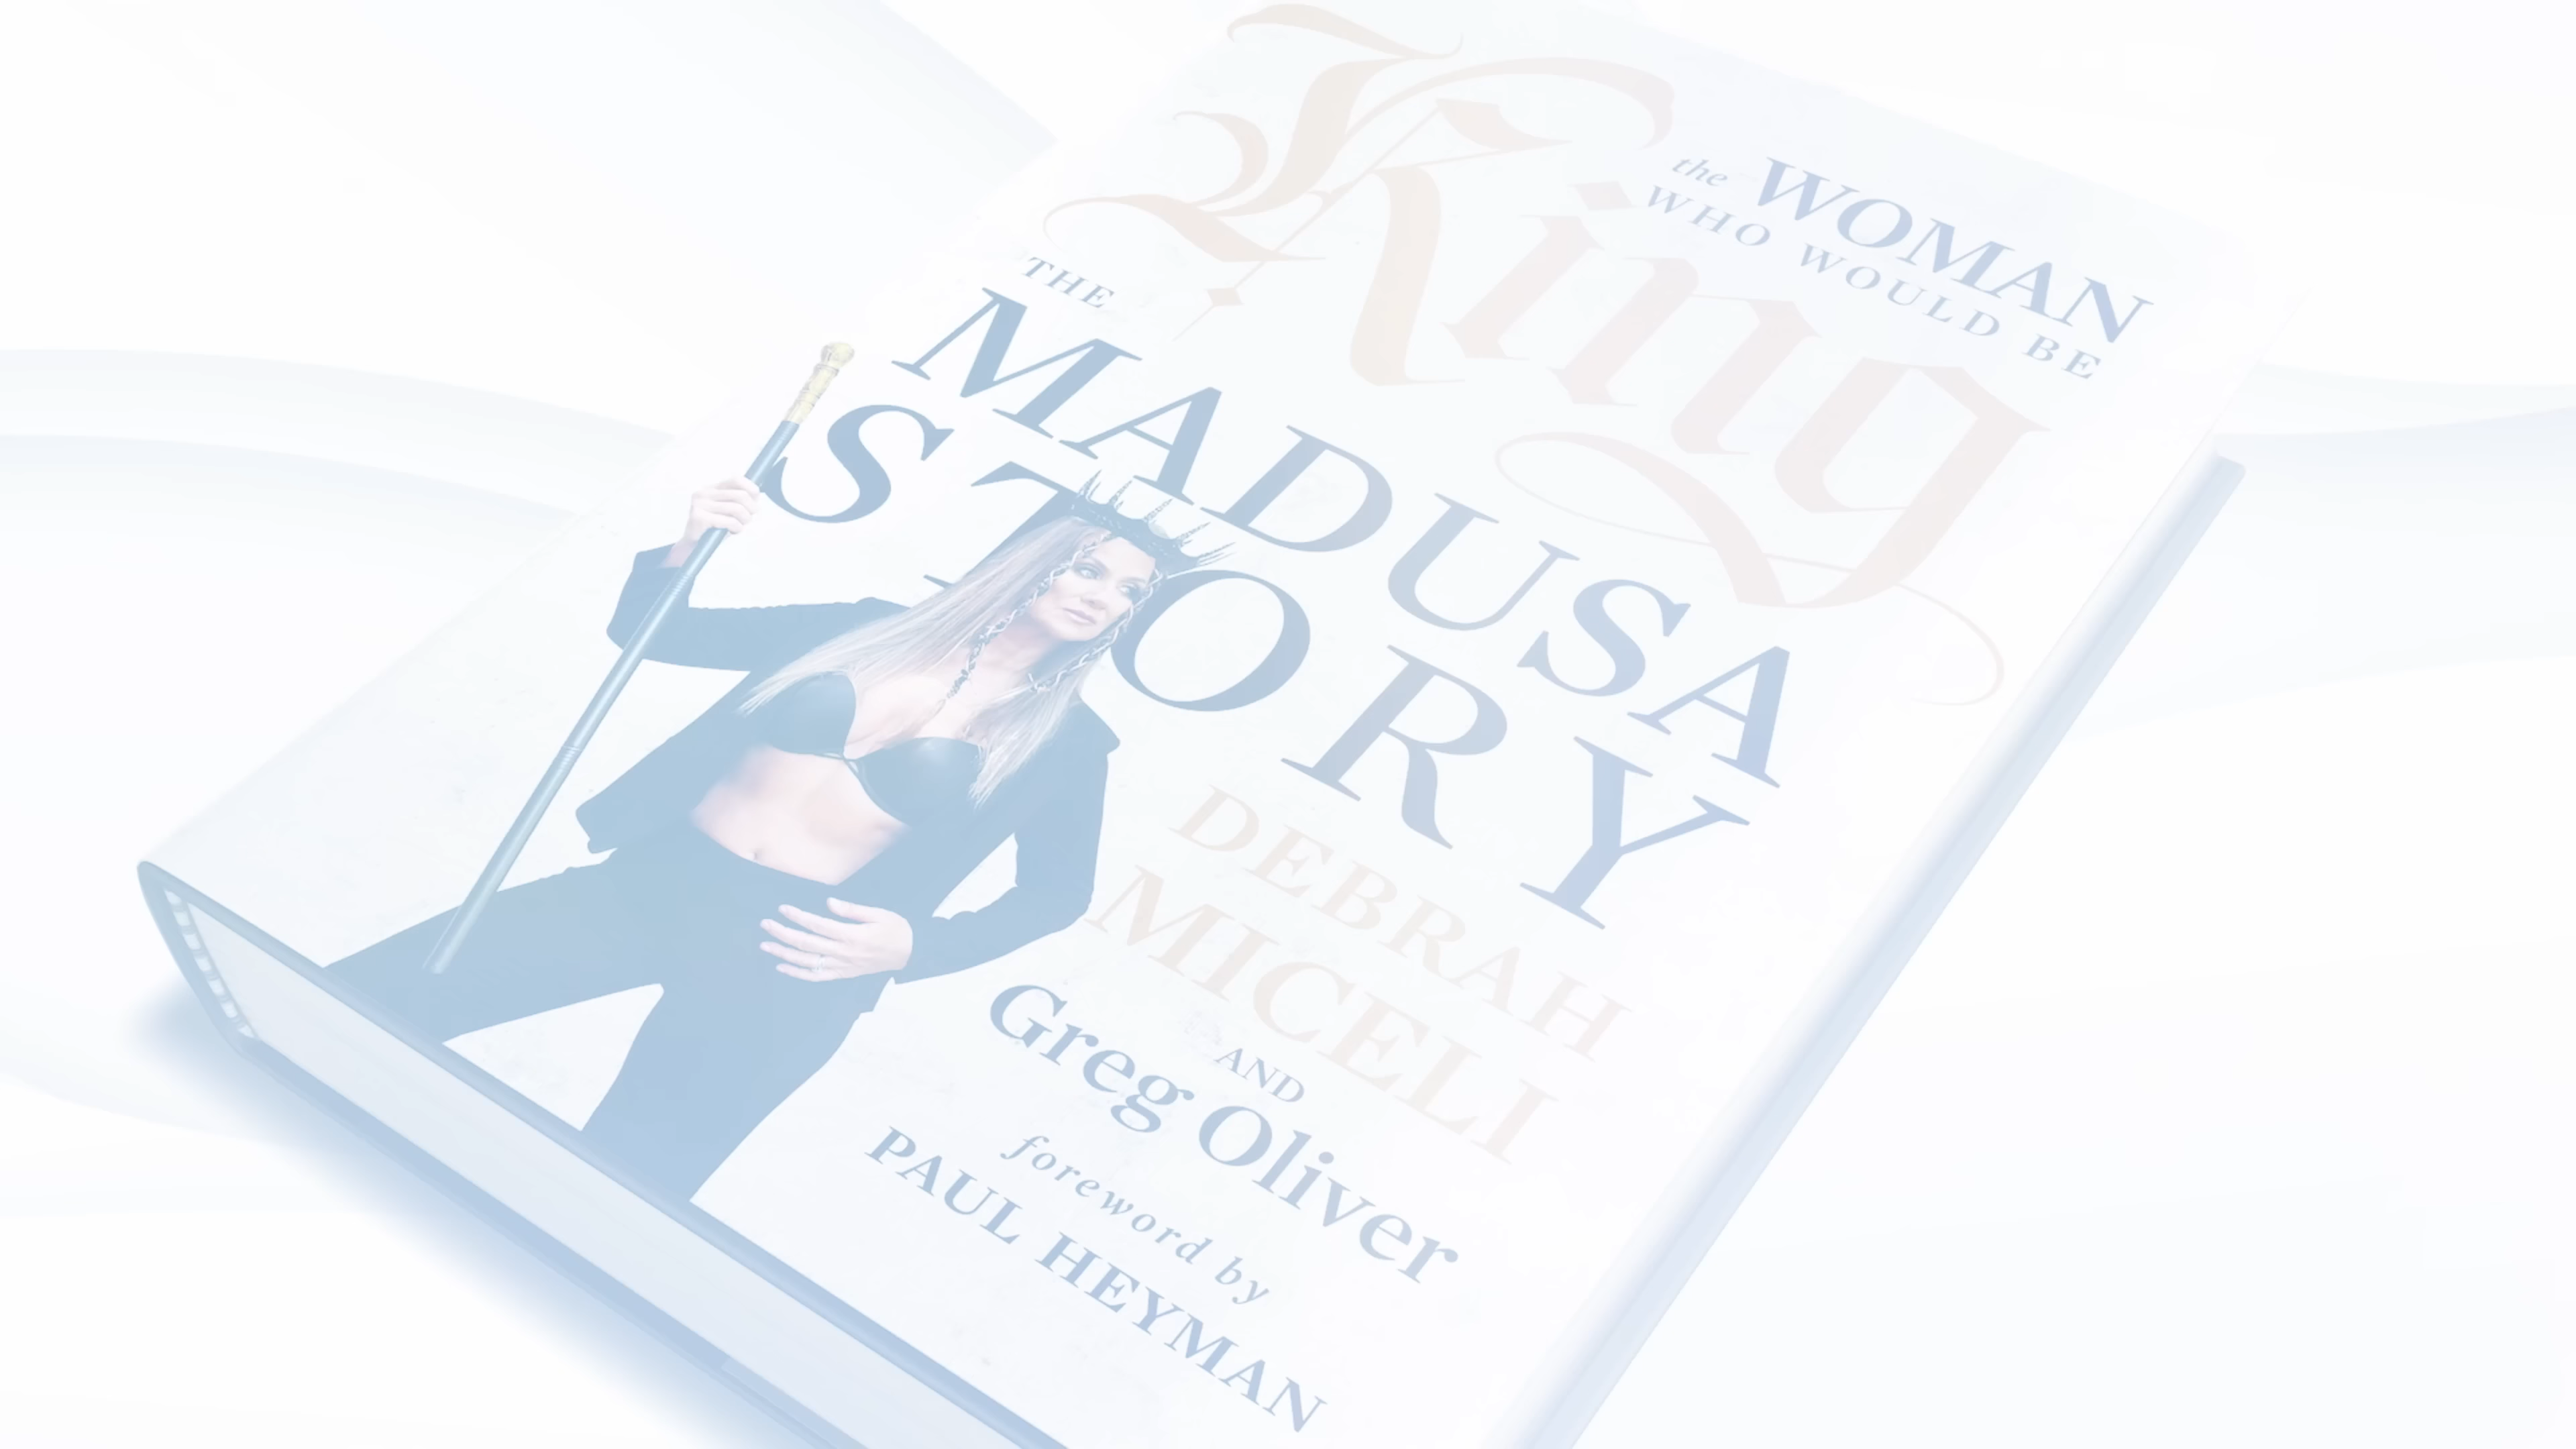 the WOMAN
WHO WOULD BE
King
THE
MADUSA
STORY
DEBRAH
MICELI
AND
Greg Oliver
foreword by
PAUL HEYMAN